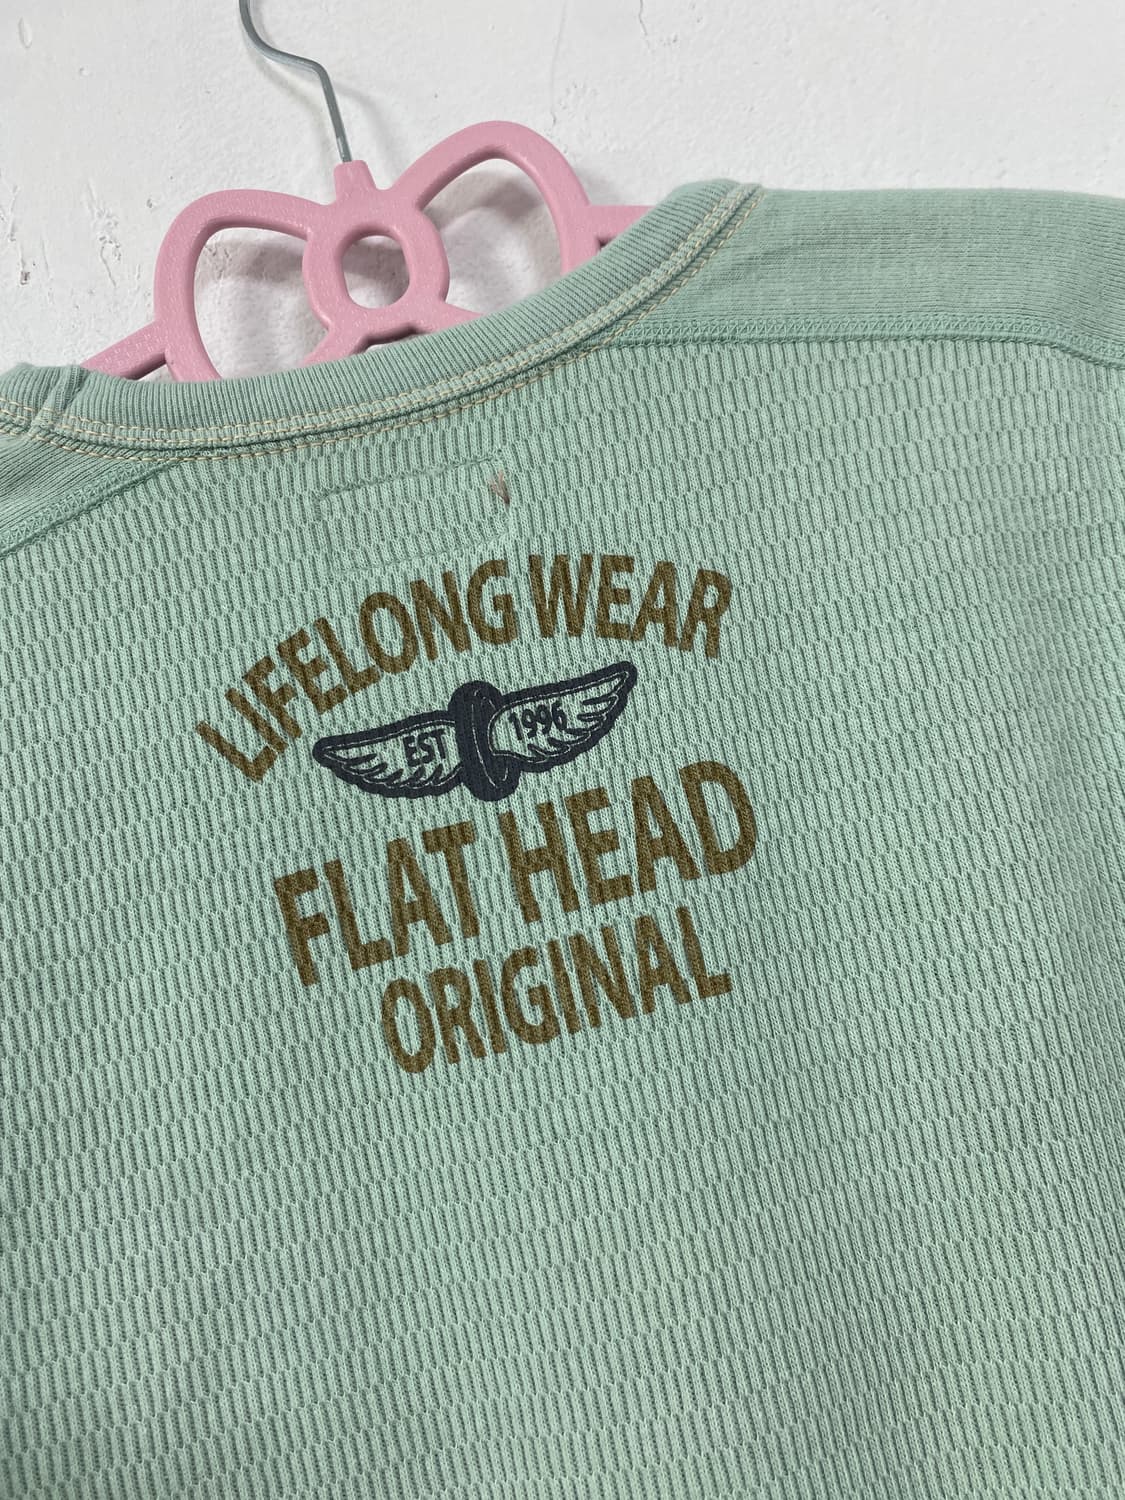 LIFELONG WEAR
EST 1996
FLAT HEAD
ORIGINAL